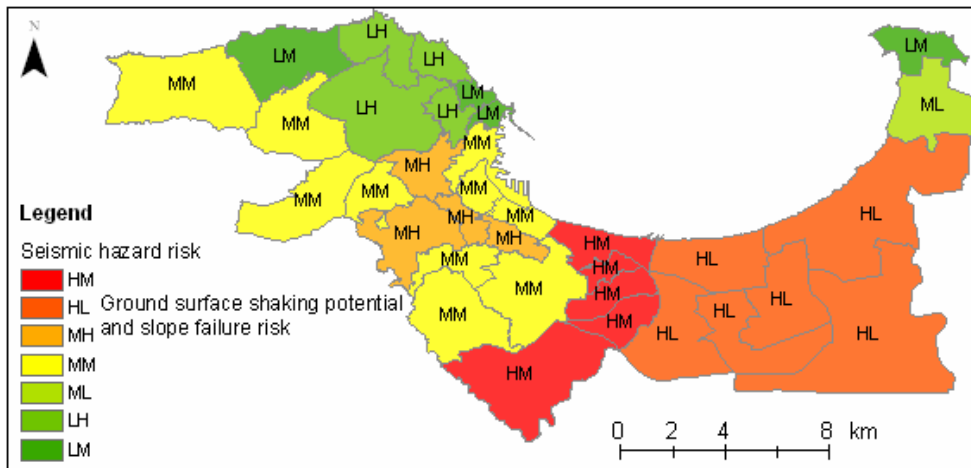 N
LH
LM
LH
LM
MM
LM
LH
LH
LM
ML
MM
MM
MH
MM
MM
MM
MH
MM
HL
Legend
MH
MH
HM
Seismic hazard risk
MM
HM
HL
HM
HL
HM
HM
MM
MM
HL
HL
HL
HL
Ground surface shaking potential
and slope failure risk
MH
HM
MM
ML
LH
LM
0 2 4 8 km